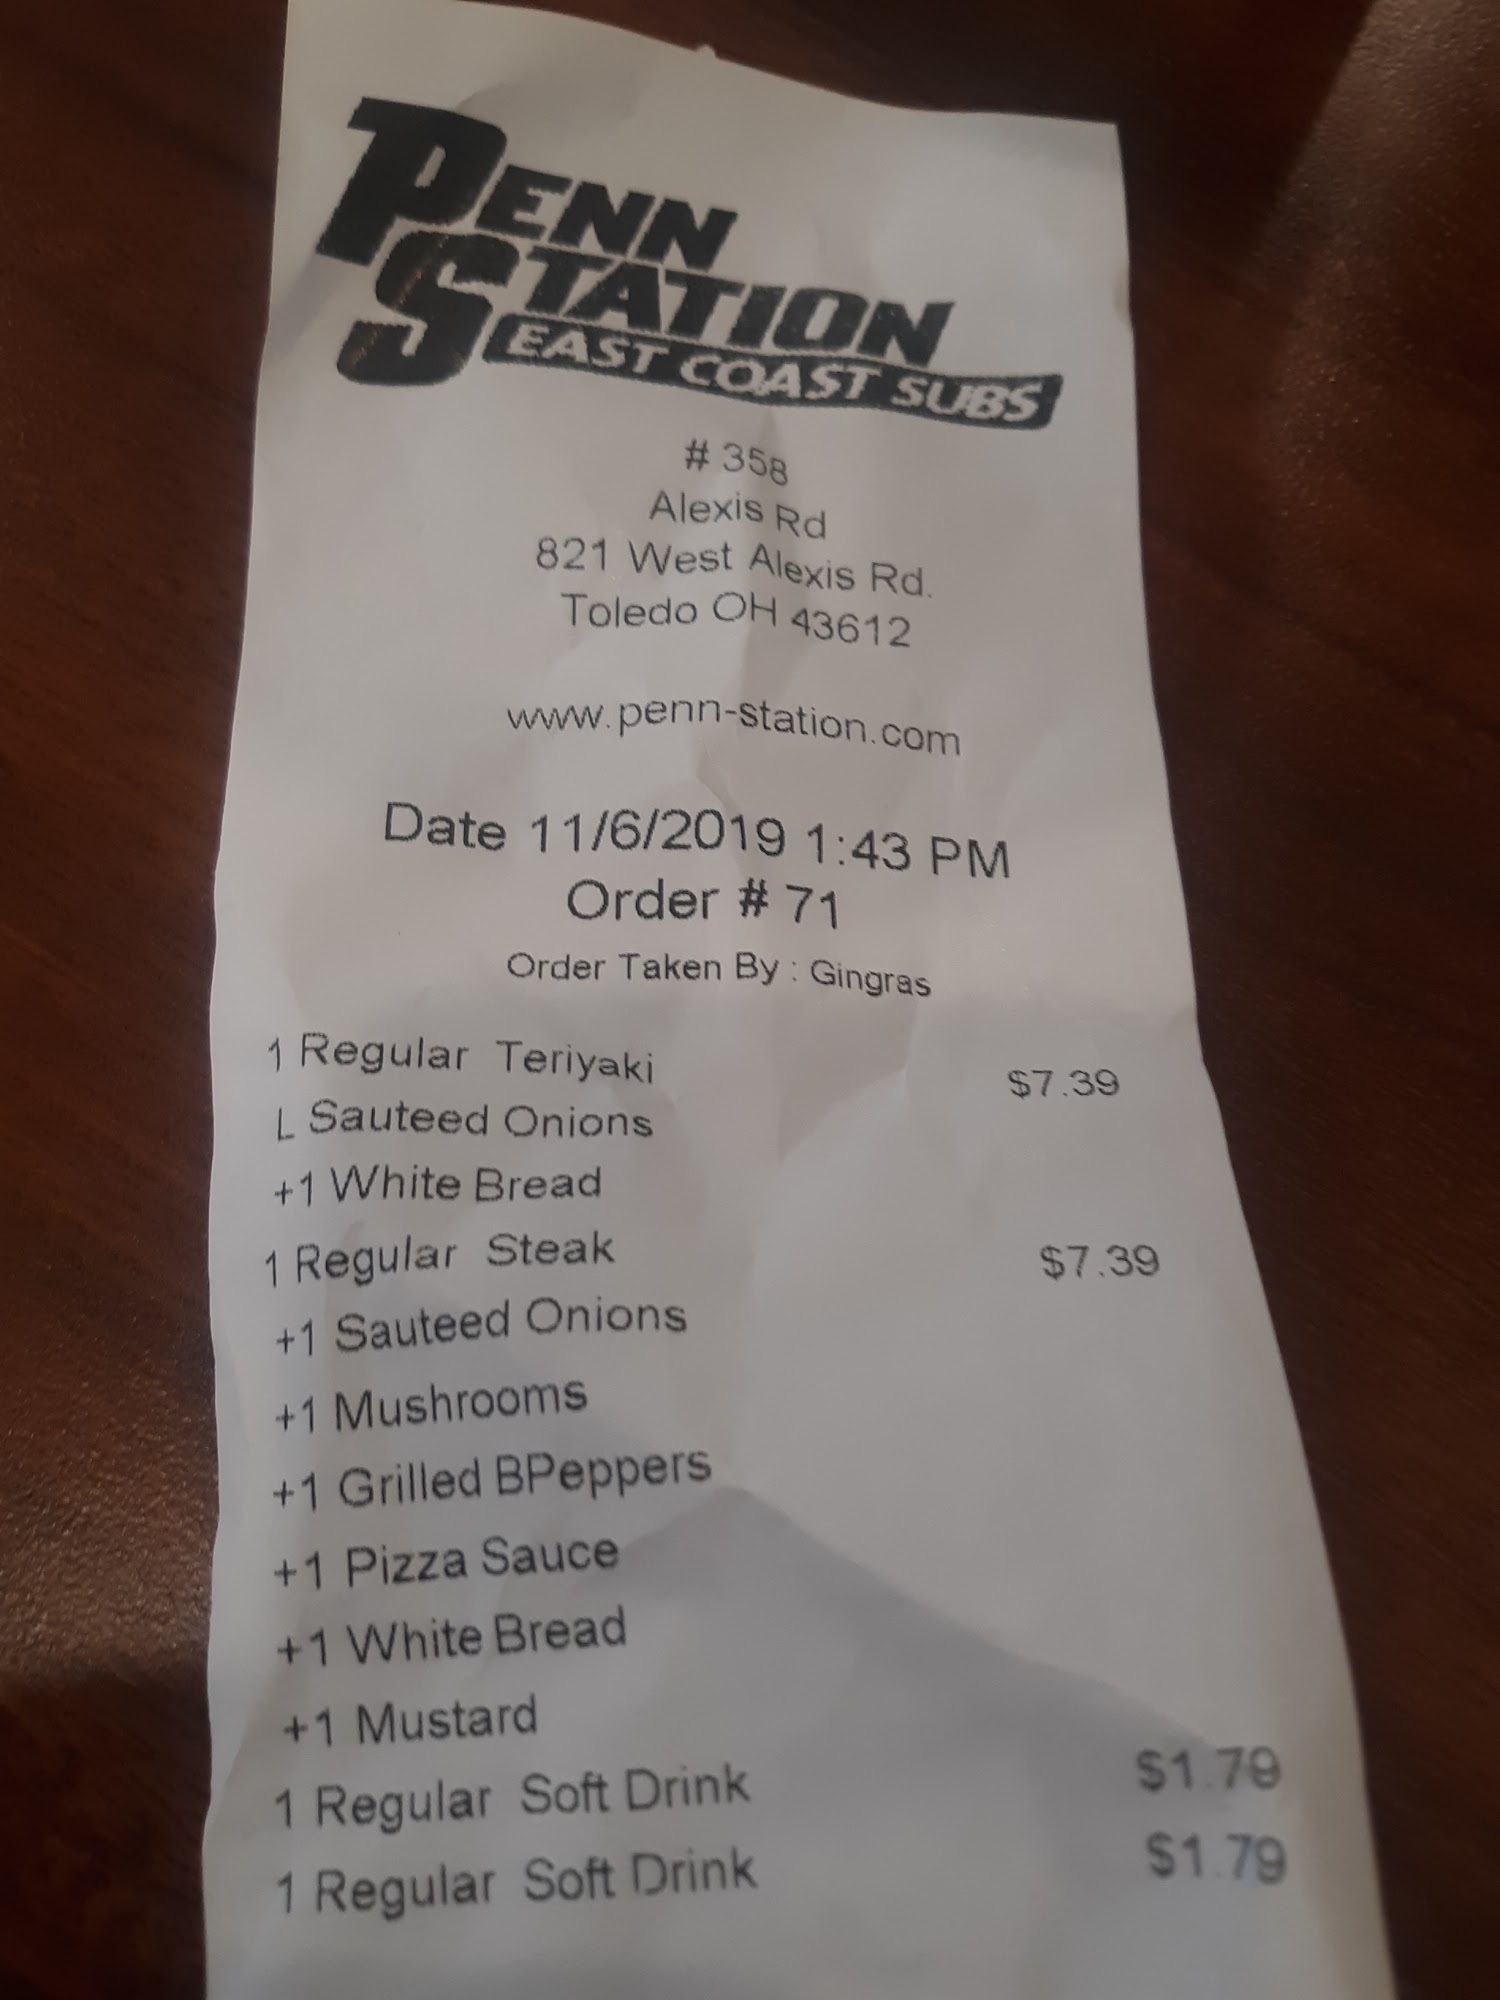 PENN
STATION
EAST COAST SUBS
# 358
Alexis Rd
821 West Alexis Rd.
Toledo OH 43612
www.penn-station.com
Date 11/6/2019 1:43 PM
Order # 71
Order Taken By : Gingras
1 Regular Teriyaki $7.39
L Sauteed Onions
+1 White Bread
1 Regular Steak $7.39
+1 Sauteed Onions
+1 Mushrooms
+1 Grilled BPeppers
+1 Pizza Sauce
+1 White Bread
+1 Mustard
1 Regular Soft Drink $1.79
1 Regular Soft Drink $1.79